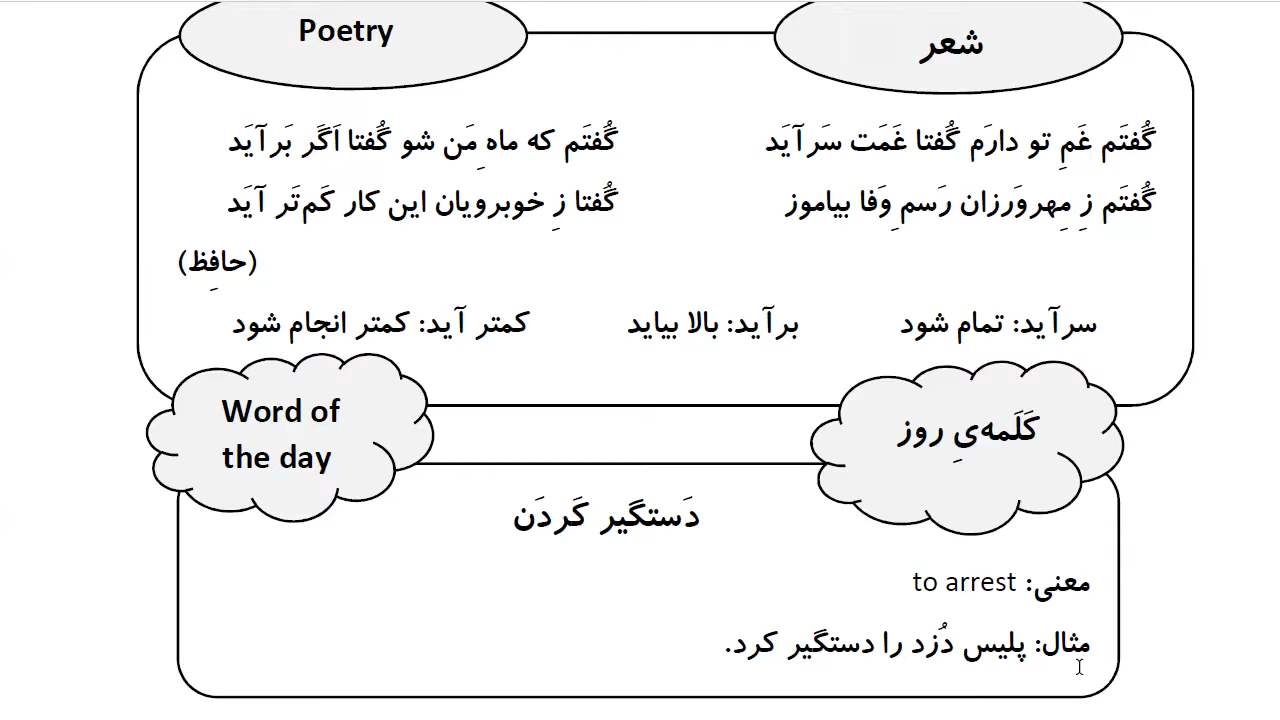 شعر
Poetry
گُفتَم غَمِ تو دارَم گُفتا غَمَت سَرآیَد
گُفتَم که ماهِ مَن شو گُفتا اَگَر بَرآیَد
گُفتَم زِ مِهروَرزان رَسمِ وَفا بیاموز
گُفتا زِ خوبرویان این کار کَم‌تَر آیَد
(حافِظ)
سرآید: تمام شود
برآید: بالا بیاید
کمتر آید: کمتر انجام شود
کَلَمه‌یِ روز
Word of
the day
دَستگیر کَردَن
معنی: to arrest
مثال: پلیس دُزد را دستگیر کرد.